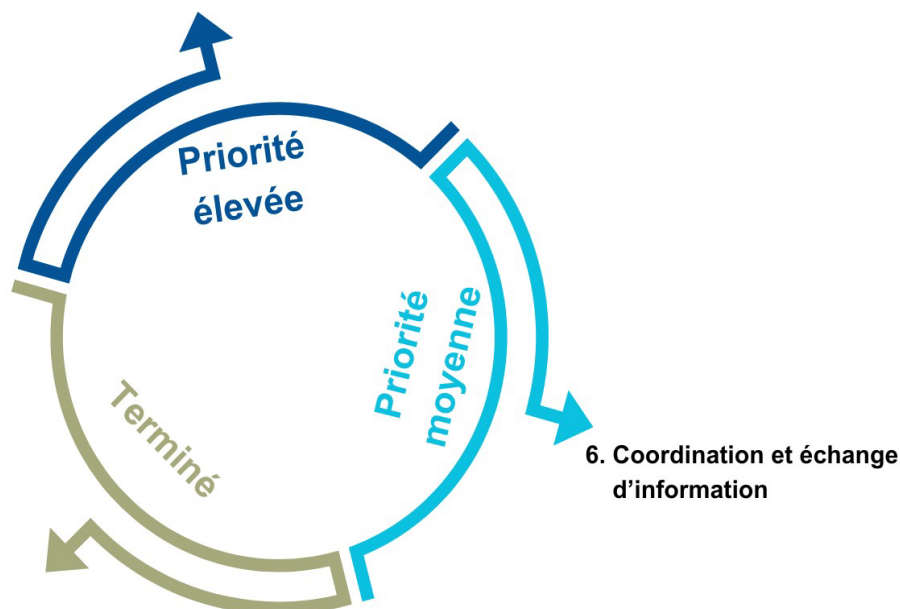 Priorité
élevée
Priorité
moyenne
Terminé
6. Coordination et échange
d’information